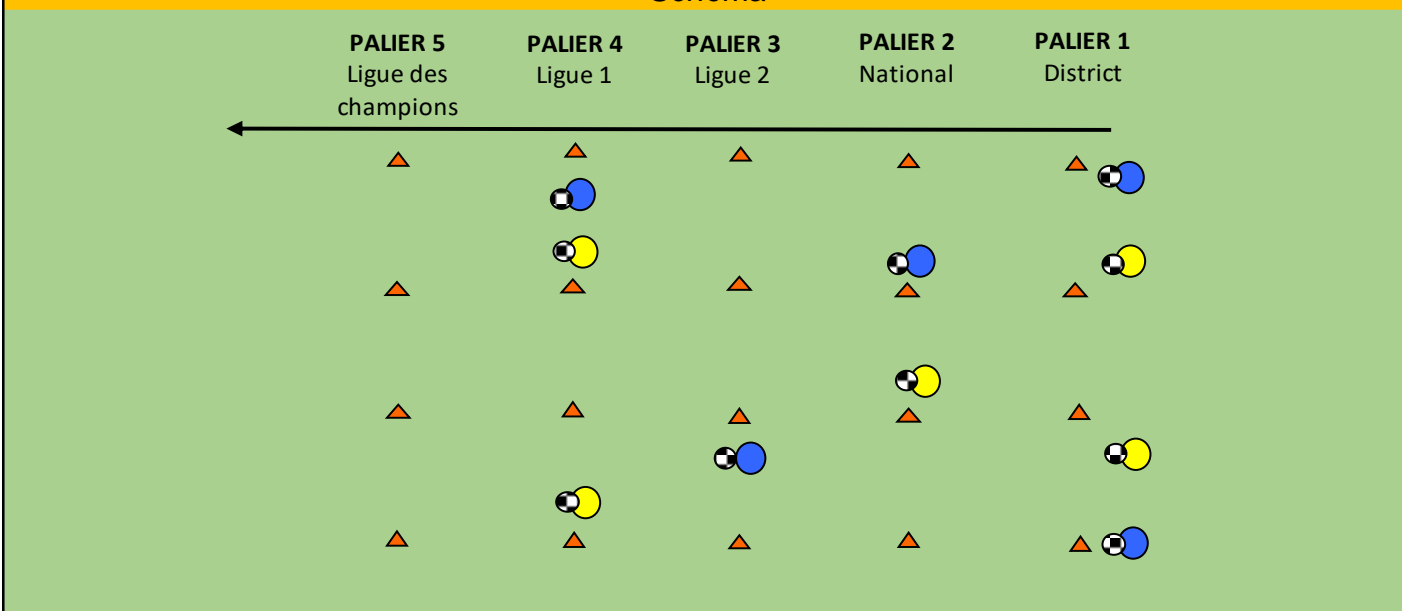 PALIER 5
Ligue des
champions
PALIER 4
Ligue 1
PALIER 3
Ligue 2
PALIER 2
National
PALIER 1
District